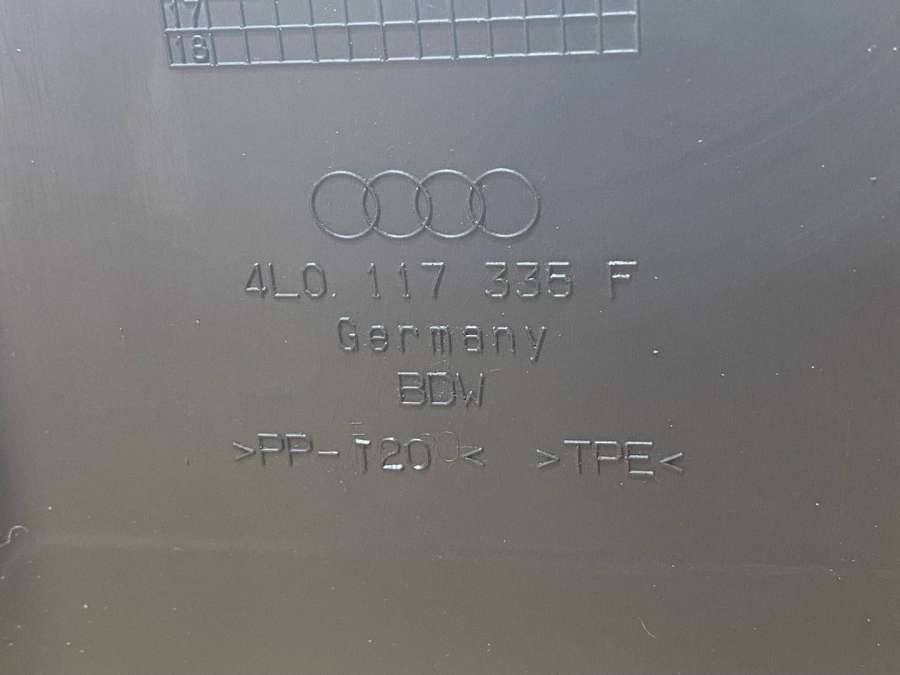 17
18
4L0. 117 335 F
Germany
BDW
>PP-T20< >TPE<